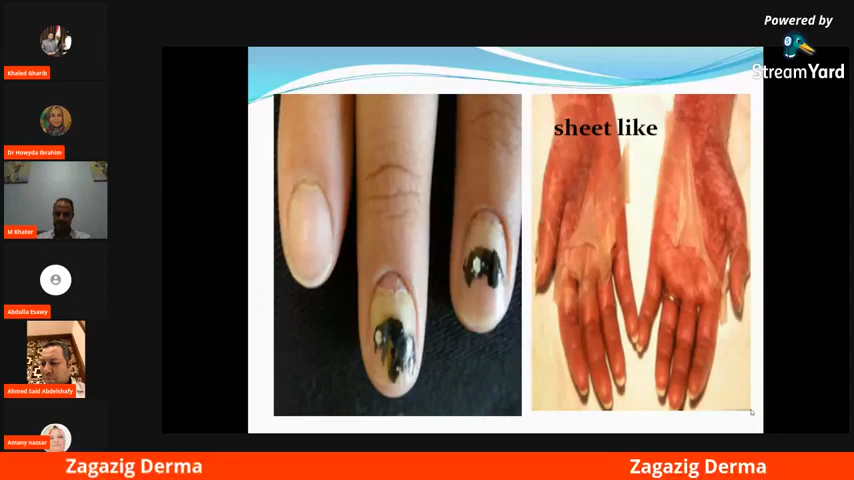 Powered by
StreamYard
Khaled Gharib
Dr Howyda Ibrahim
M Khater
Abdulla Esawy
Ahmed Said Abdelshafy
Amany nassar
sheet like
Zagazig Derma
Zagazig Derma